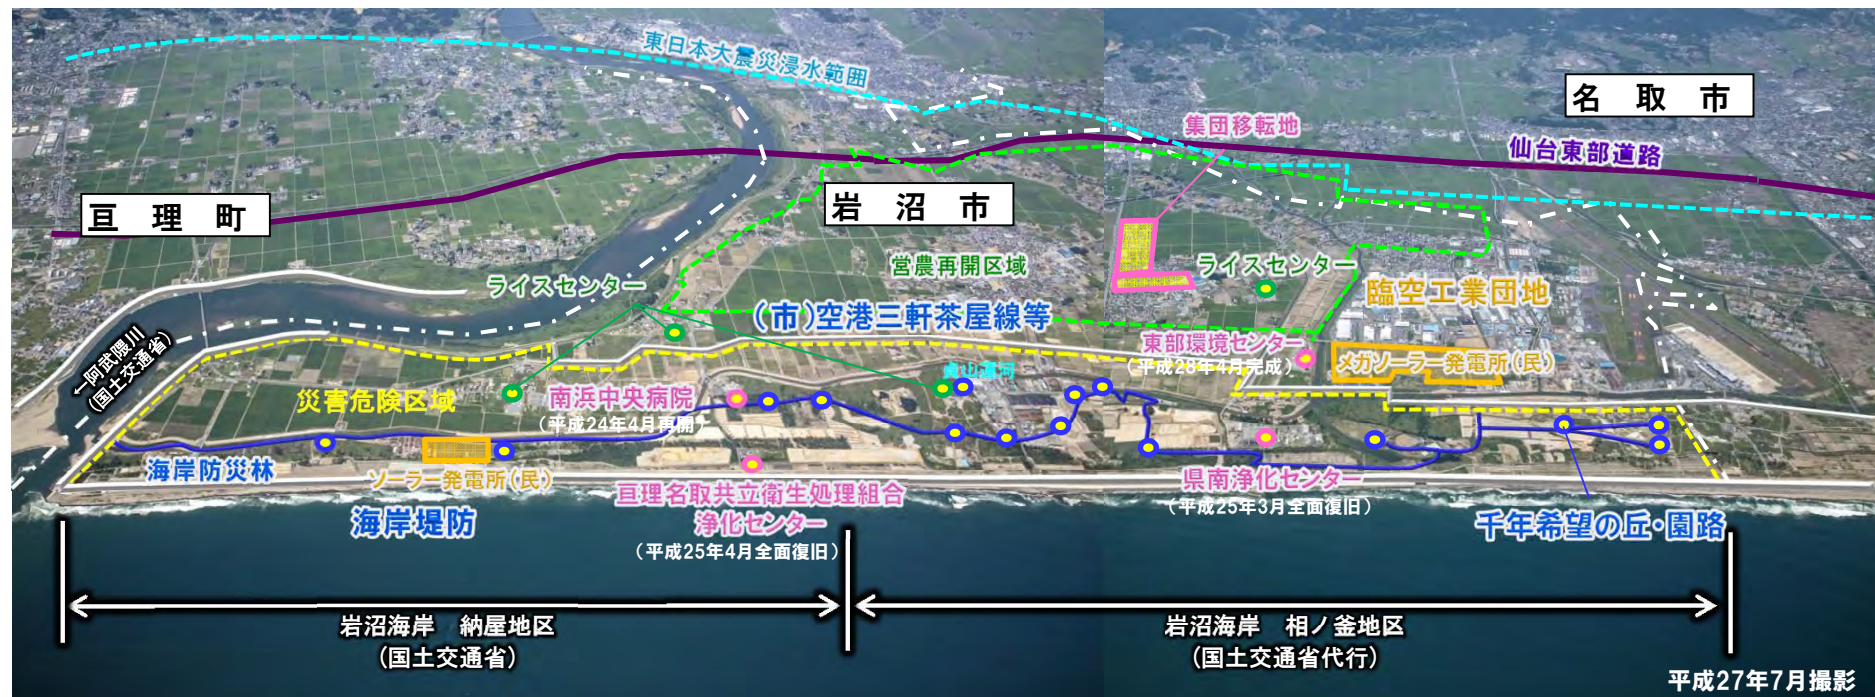 東日本大震災浸水範囲
名取市
集団移転地
仙台東部道路
亘理町
岩沼市
営農再開区域
ライスセンター
ライスセンター
臨空工業団地
(市)空港三軒茶屋線等
←阿武隈川
(国土交通省)
東部環境センター
(平成28年4月完成)
メガソーラー発電所(民)
貞山運河
災害危険区域
南浜中央病院
(平成24年4月再開)
海岸防災林
ソーラー発電所(民)
亘理名取共立衛生処理組合
浄化センター
(平成25年4月全面復旧)
県南浄化センター
(平成25年3月全面復旧)
海岸堤防
千年希望の丘・園路
岩沼海岸 納屋地区
(国土交通省)
岩沼海岸 相ノ釜地区
(国土交通省代行)
平成27年7月撮影